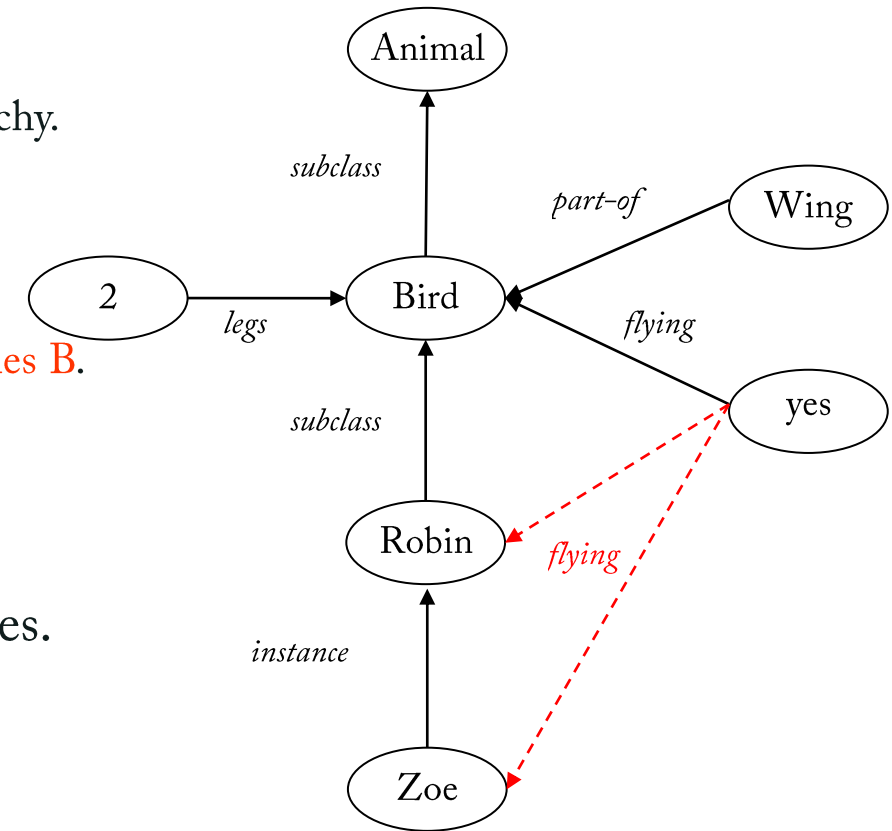 Animal
chy.
subclass
part-of
Wing
2
Bird
legs
flying
es B.
yes
subclass
Robin
flying
es.
instance
Zoe